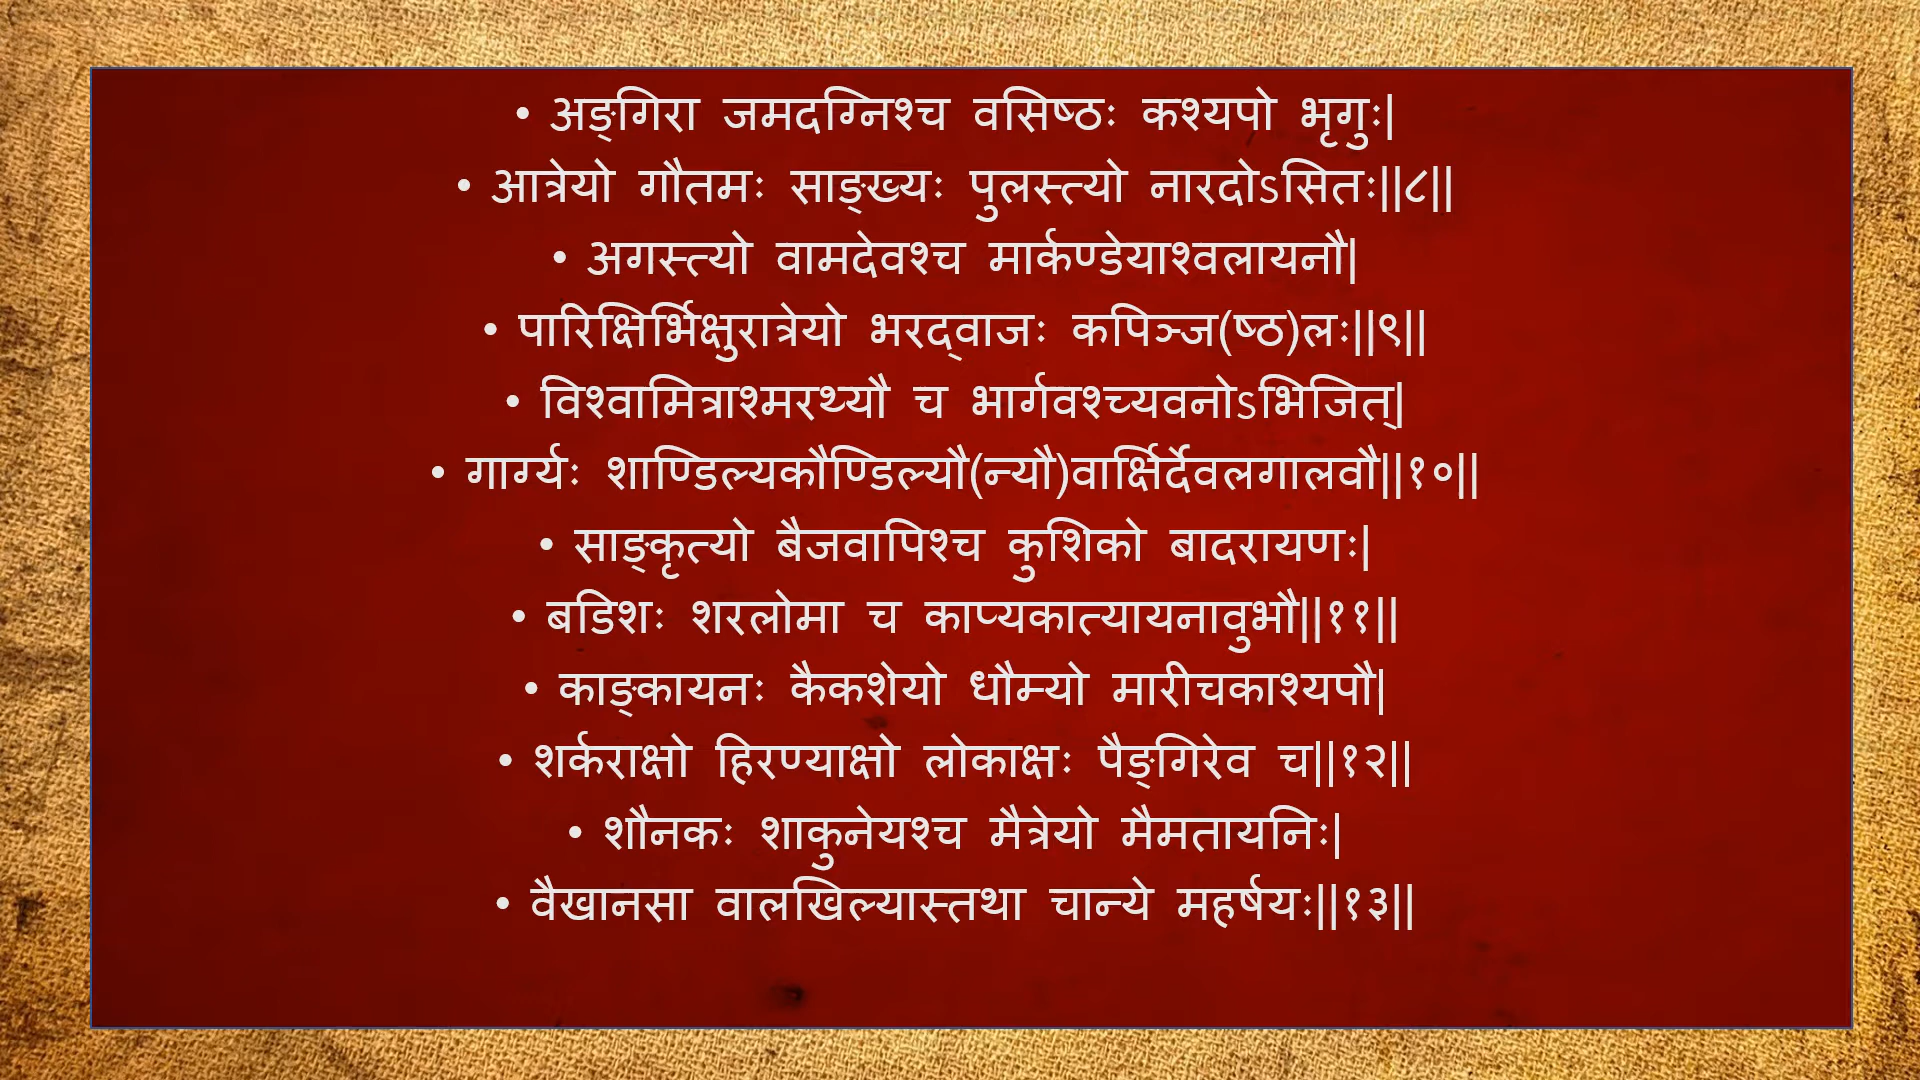 • अङ्गिरा जमदग्निश्च वसिष्ठः कश्यपो भृगुः|
• आत्रेयो गौतमः साङ्ख्यः पुलस्त्यो नारदोऽसितः||८||
• अगस्त्यो वामदेवश्च मार्कण्डेयाश्वलायनौ|
• पारिक्षिर्भिक्षुरात्रेयो भरद्वाजः कपिञ्ज(ष्ठ)लः||९||
• विश्वामित्राश्मरथ्यौ च भार्गवश्च्यवनोऽभिजित्|
• गार्ग्यः शाण्डिल्यकौण्डिल्यौ(न्यौ)वार्क्षिर्देवलगालवौ||१०||
• साङ्कृत्यो बैजवापिश्च कुशिको बादरायणः|
• बडिशः शरलोमा च काप्यकात्यायनावुभौ||११||
• काङ्कायनः कैकशेयो धौम्यो मारीचकाश्यपौ|
• शर्कराक्षो हिरण्याक्षो लोकाक्षः पैङ्गिरेव च||१२||
• शौनकः शाकुनेयश्च मैत्रेयो मैमतायनिः|
• वैखानसा वालखिल्यास्तथा चान्ये महर्षयः||१३||